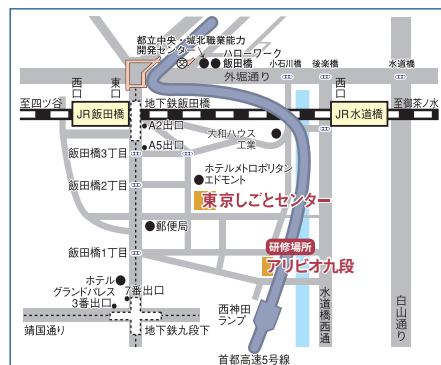 都立中央・城北職業能力
開発センター
ハローワーク
飯田橋
小石川橋
後楽橋
水道橋
外堀通り
西口
東口
西口
至四ツ谷
JR飯田橋
地下鉄飯田橋
JR水道橋
至御茶ノ水
A2出口
大和ハウス
工業
A5出口
飯田橋3丁目
ホテルメトロポリタン
エドモント
飯田橋2丁目
東京しごとセンター
郵便局
研修場所
飯田橋1丁目
アリビオ九段
ホテル
グランドパレス
7番出口
3番出口
西神田
ランプ
水道橋西通
白山通り
靖国通り
地下鉄九段下
首都高速5号線